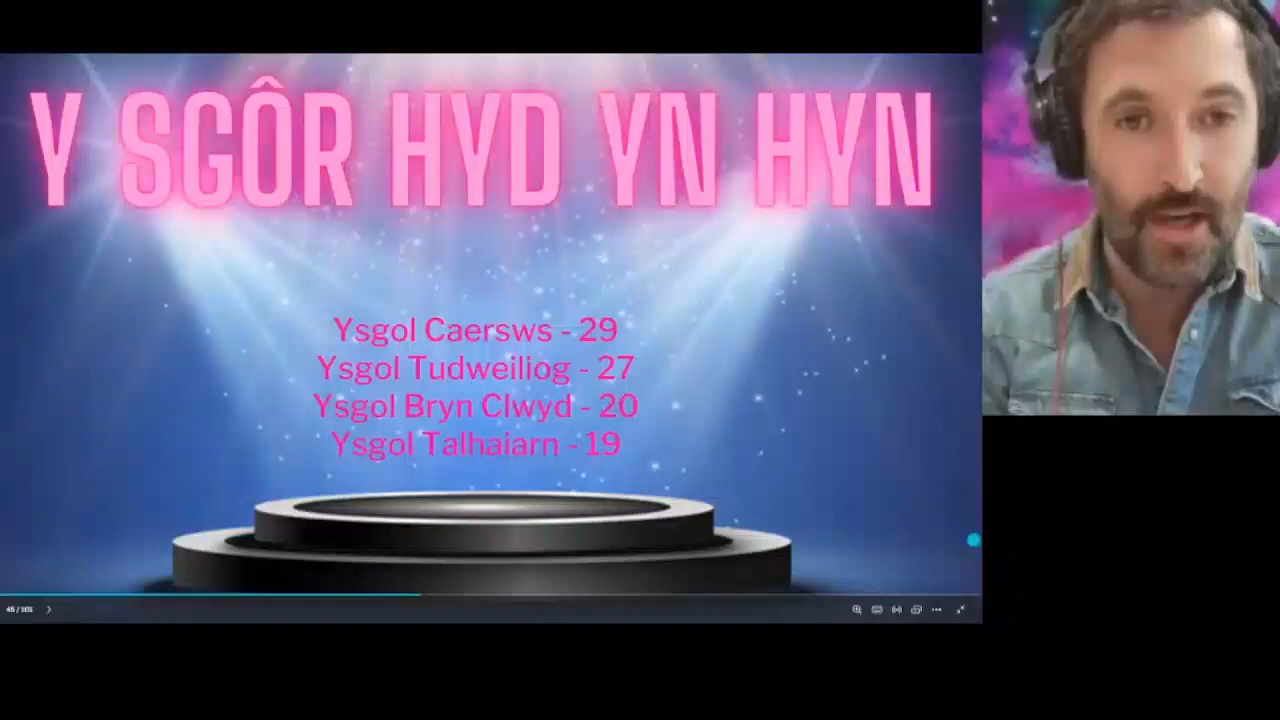 Y SGÔR HYD YN HYN
Ysgol Caersws - 29
Ysgol Tudweiliog - 27
Ysgol Bryn Clwyd - 20
Ysgol Talhaiarn - 19